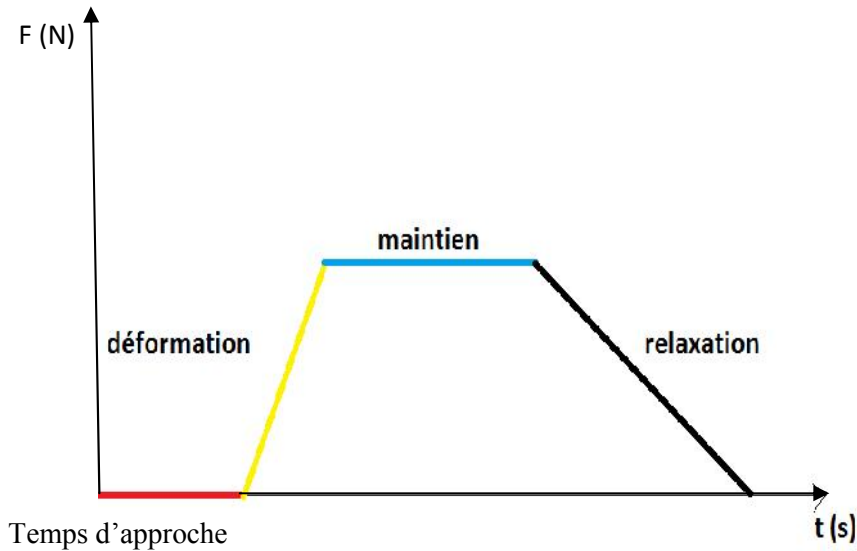 F (N)
maintien
déformation
relaxation
Temps d’approche
t (s)